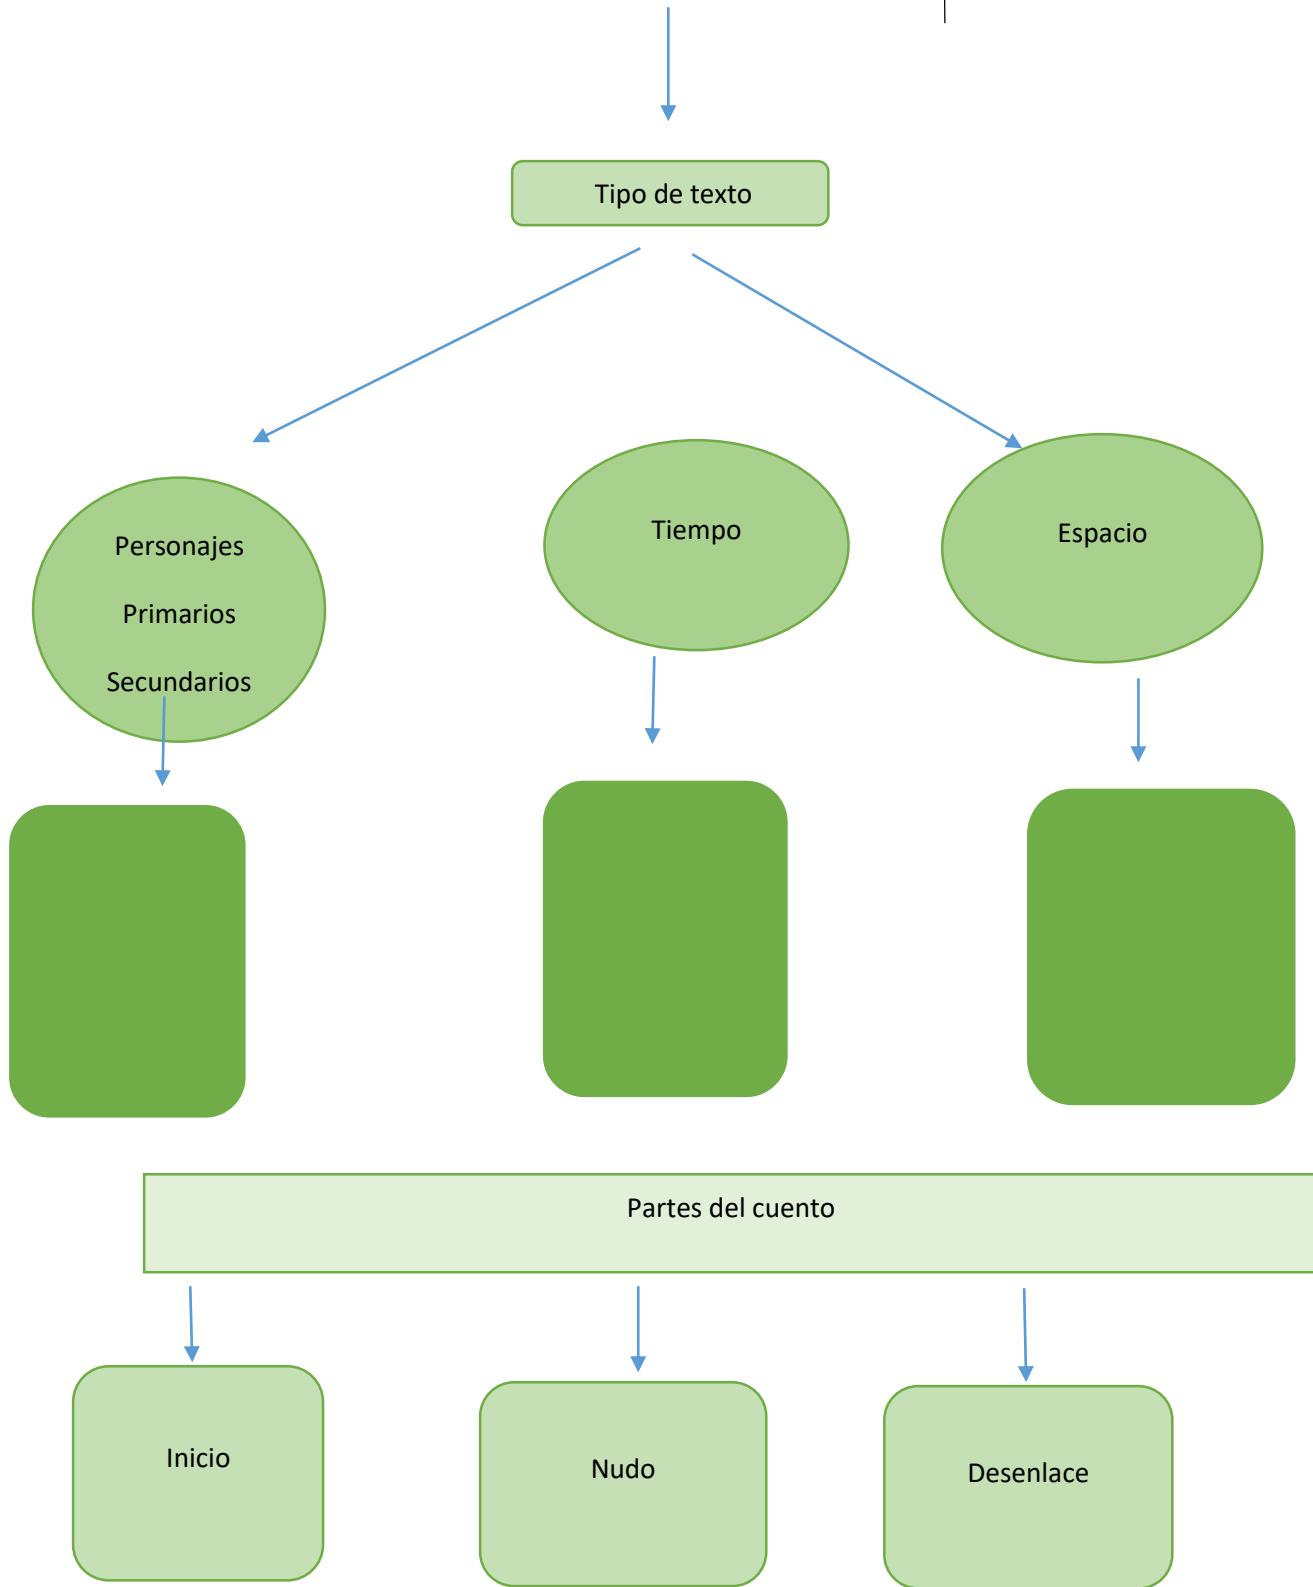 Tipo de texto
Personajes
Primarios
Secundarios
Tiempo
Espacio
Partes del cuento
Inicio
Nudo
Desenlace